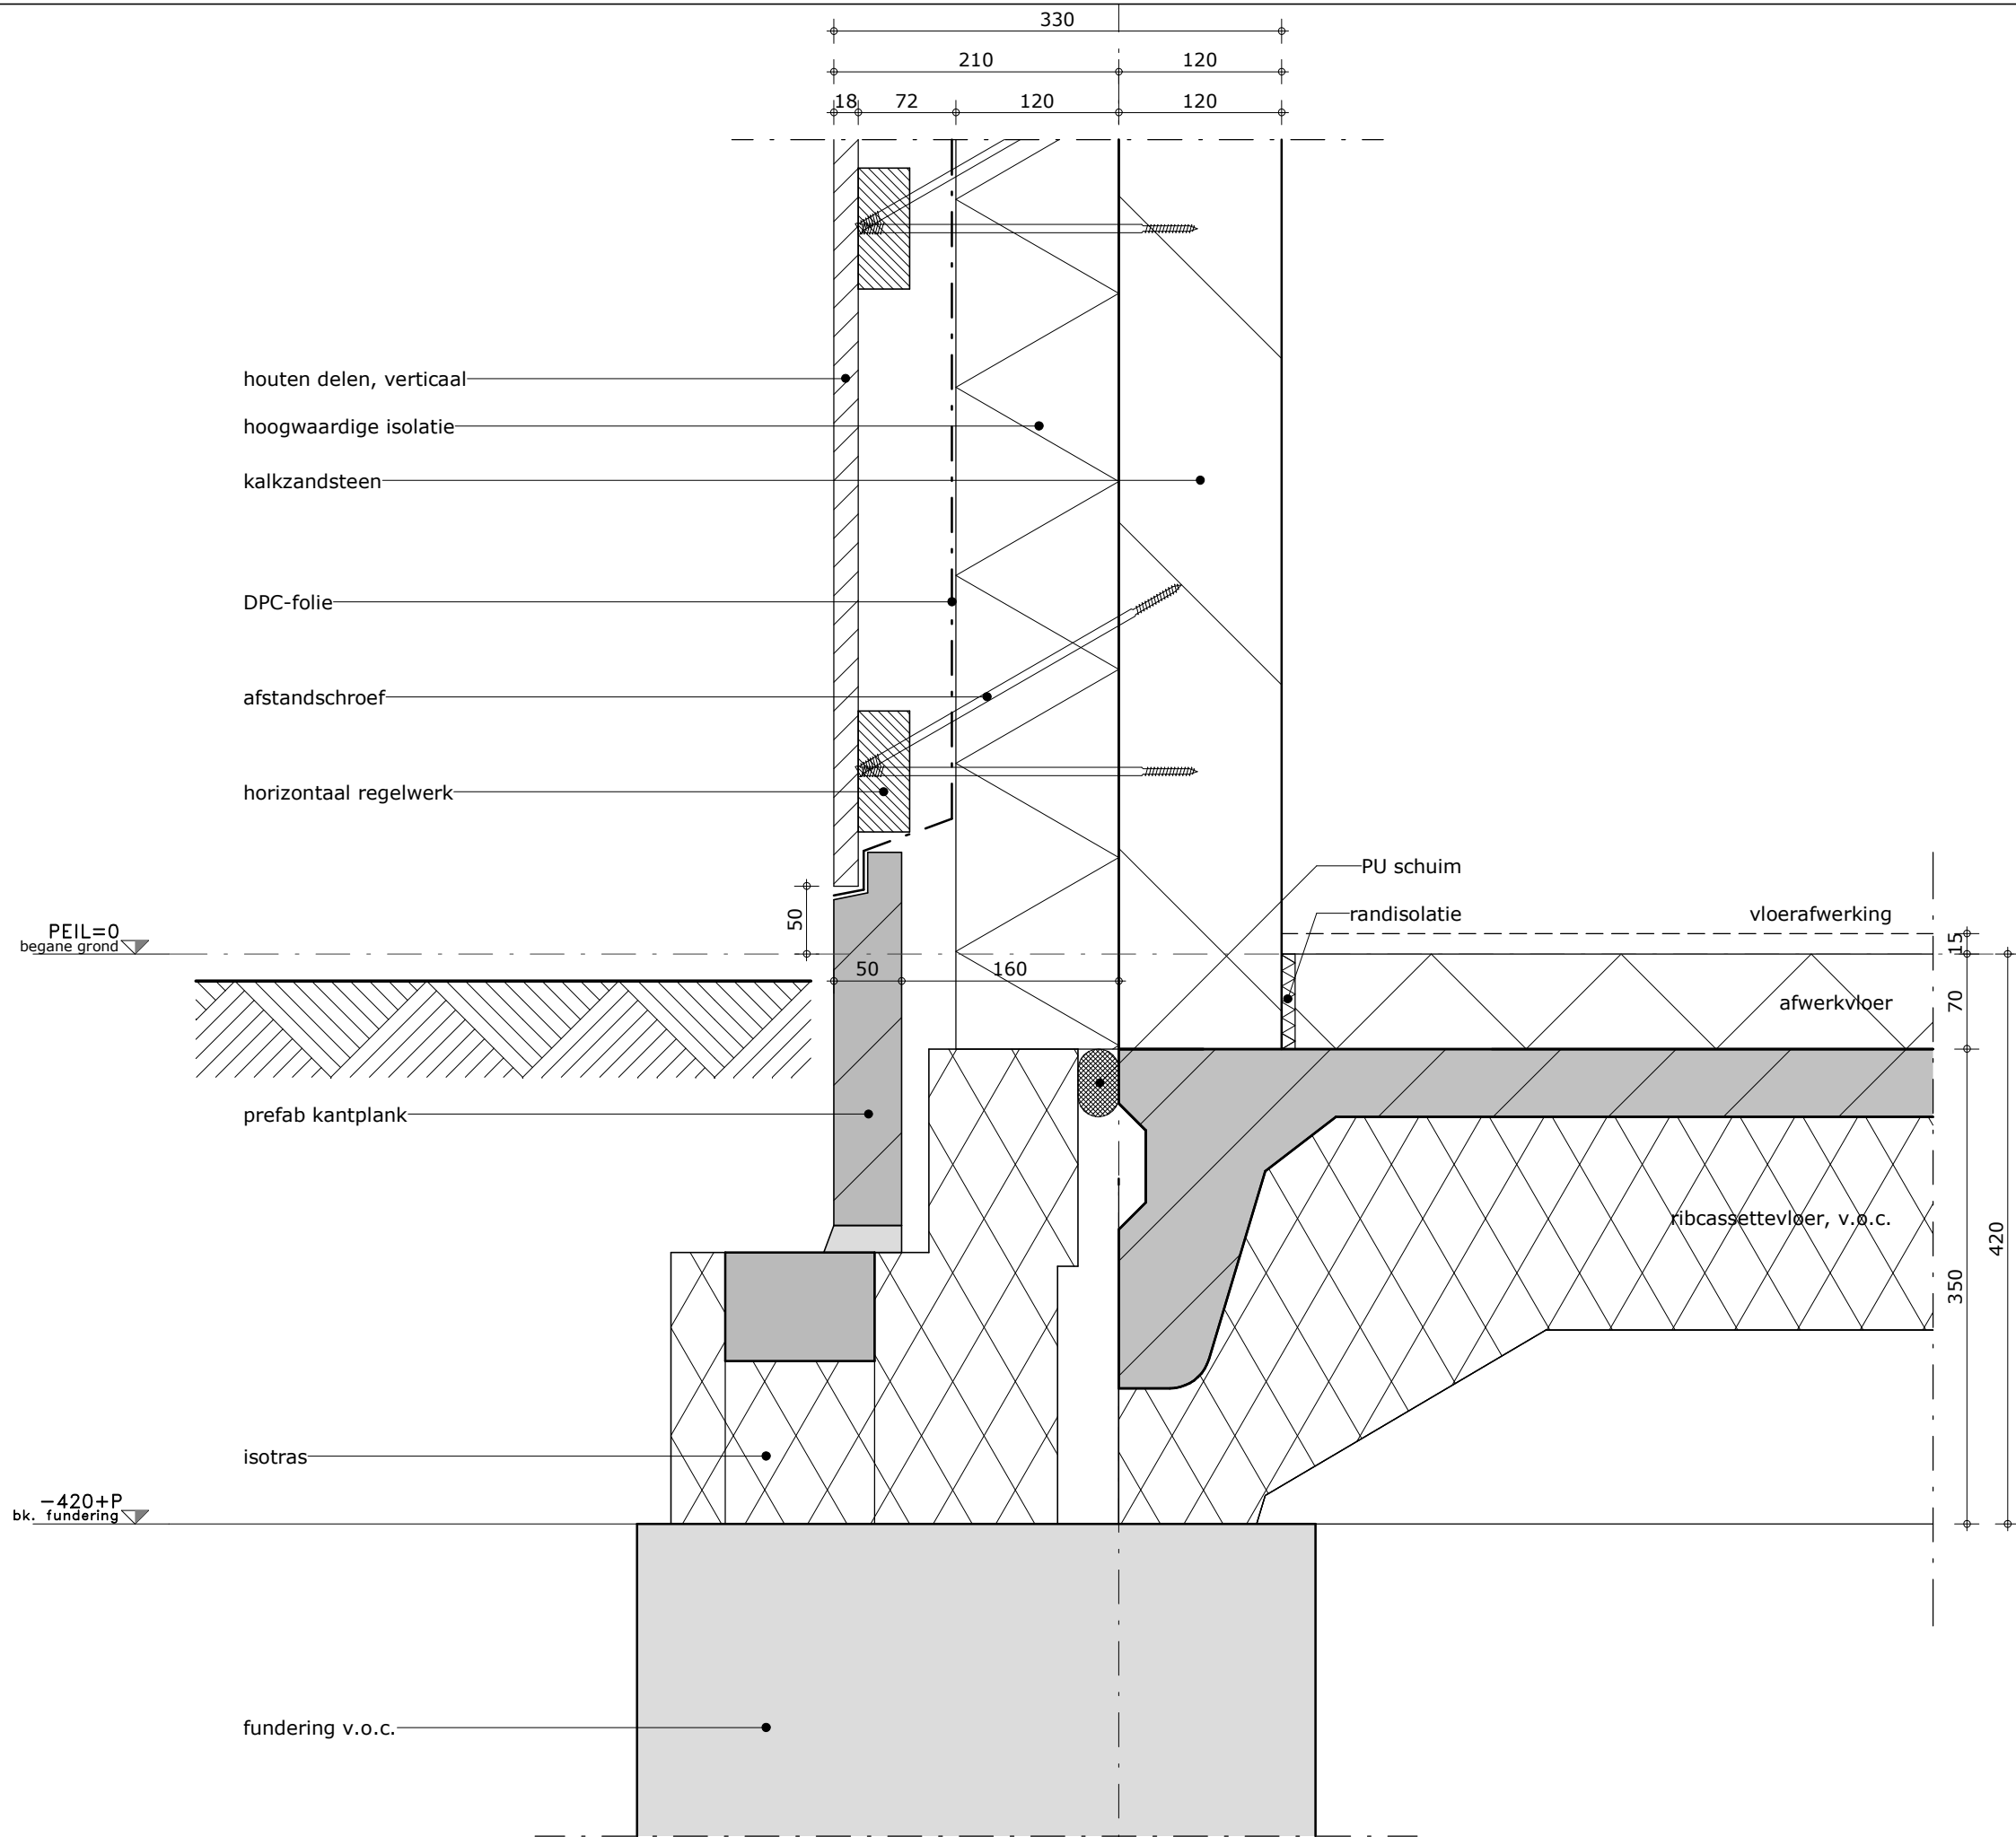 330
210
120
18
72
120
120
houten delen, verticaal
hoogwaardige isolatie
kalkzandsteen
DPC-folie
afstandschroef
horizontaal regelwerk
PU schuim
randisolatie
vloerafwerking
PEIL=0
begane grond
50
15
50
160
afwerkvloer
70
prefab kantplank
ribcassettevloer, v.o.c.
420
350
isotras
-420+P
bk. fundering
fundering v.o.c.